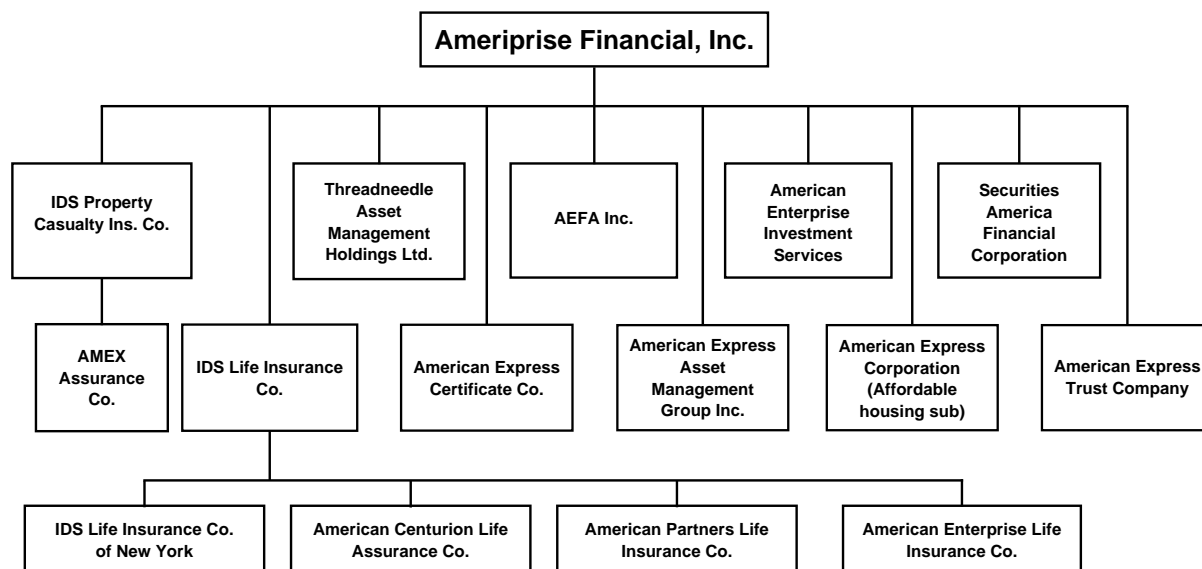 Ameriprise Financial, Inc.
IDS Property
Casualty Ins. Co.
Threadneedle
Asset
Management
Holdings Ltd.
AEFA Inc.
American
Enterprise
Investment
Services
Securities
America
Financial
Corporation
AMEX
Assurance
Co.
IDS Life Insurance
Co.
American Express
Certificate Co.
American Express
Asset
Management
Group Inc.
American Express
Corporation
(Affordable
housing sub)
American Express
Trust Company
IDS Life Insurance Co.
of New York
American Centurion Life
Assurance Co.
American Partners Life
Insurance Co.
American Enterprise Life
Insurance Co.